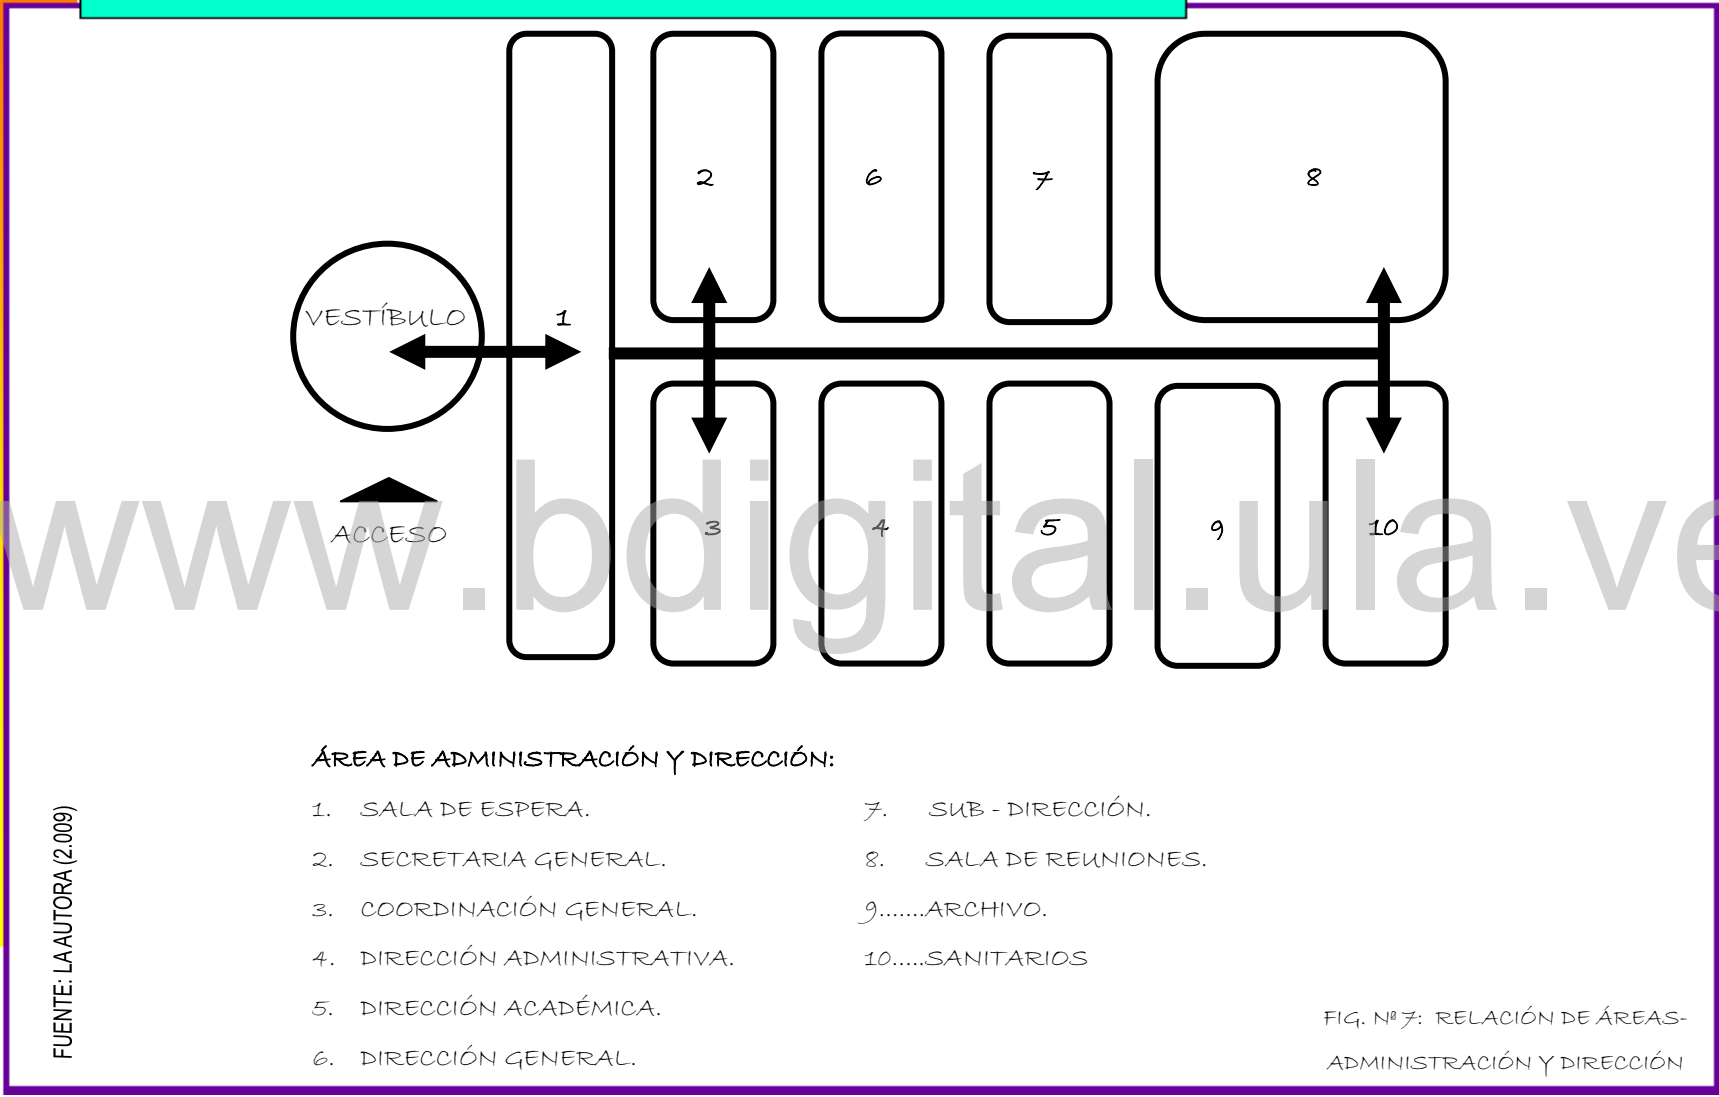 2
6
7
8
VESTÍBULO
1
ACCESO
3
4
5
9
10
www.bdigital.ula.ve
ÁREA DE ADMINISTRACIÓN Y DIRECCIÓN:
1. SALA DE ESPERA.
2. SECRETARIA GENERAL.
3. COORDINACIÓN GENERAL.
4. DIRECCIÓN ADMINISTRATIVA.
5. DIRECCIÓN ACADÉMICA.
6. DIRECCIÓN GENERAL.
7. SUB - DIRECCIÓN.
8. SALA DE REUNIONES.
9.......ARCHIVO.
10.....SANITARIOS
FUENTE: LA AUTORA (2.009)
FIG. Nº 7: RELACIÓN DE ÁREAS-
ADMINISTRACIÓN Y DIRECCIÓN